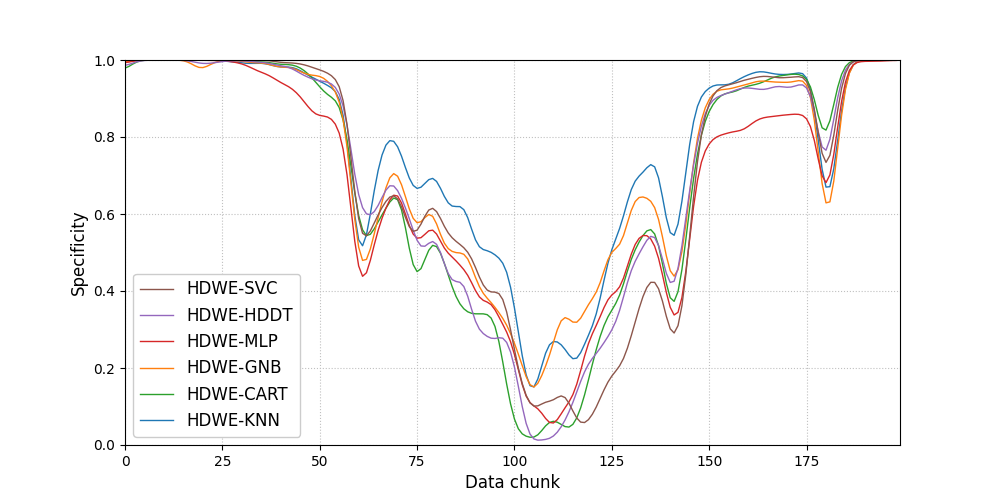 1.0
0.8
0.6
0.4
0.2
0.0
Specificity
HDWE-SVC
HDWE-HDDT
HDWE-MLP
HDWE-GNB
HDWE-CART
HDWE-KNN
0 25 50 75 100 125 150 175
Data chunk